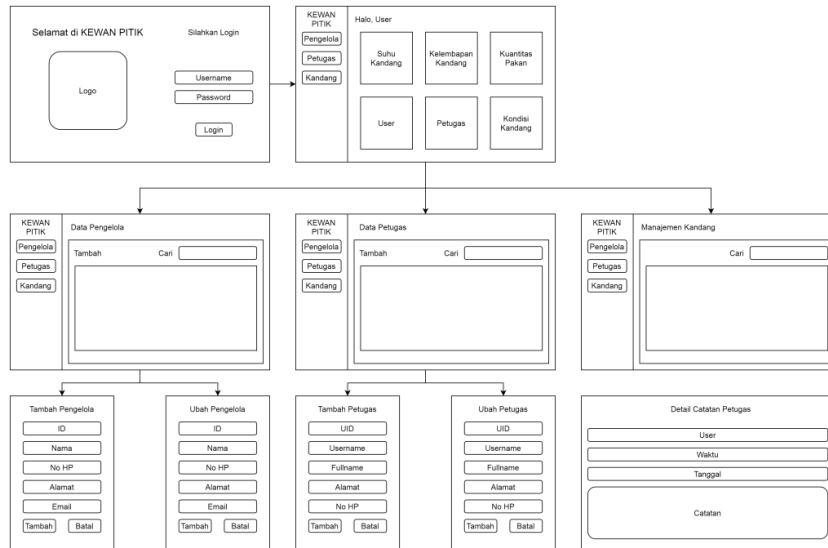 Selamat di KEWAN PITIK
Silahkan Login
Logo
Username
Password
Login
KEWAN
PITIK
Pengelola
Petugas
Kandang
Halo, User
Suhu
Kandang
Kelembapan
Kandang
Kuantitas
Pakan
User
Petugas
Kondisi
Kandang
KEWAN
PITIK
Pengelola
Petugas
Kandang
Data Pengelola
Tambah
Cari
KEWAN
PITIK
Pengelola
Petugas
Kandang
Data Petugas
Tambah
Cari
KEWAN
PITIK
Pengelola
Petugas
Kandang
Manajemen Kandang
Cari
Tambah Pengelola
ID
Nama
No HP
Alamat
Email
Tambah
Batal
Ubah Pengelola
ID
Nama
No HP
Alamat
Email
Tambah
Batal
Tambah Petugas
UID
Username
Fullname
Alamat
No HP
Tambah
Batal
Ubah Petugas
UID
Username
Fullname
Alamat
No HP
Tambah
Batal
Detail Catatan Petugas
User
Waktu
Tanggal
Catatan